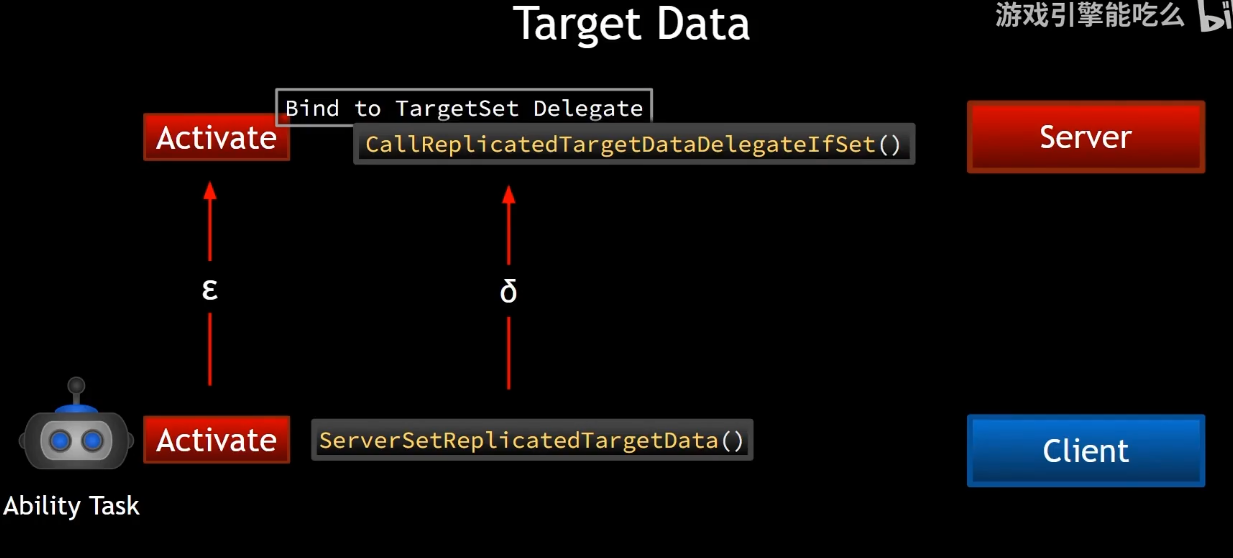 Target Data
游戏引擎能吃么
Bind to TargetSet Delegate
Activate
CallReplicatedTargetDataDelegateIfSet()
Server
ε
δ
Activate
ServerSetReplicatedTargetData()
Client
Ability Task